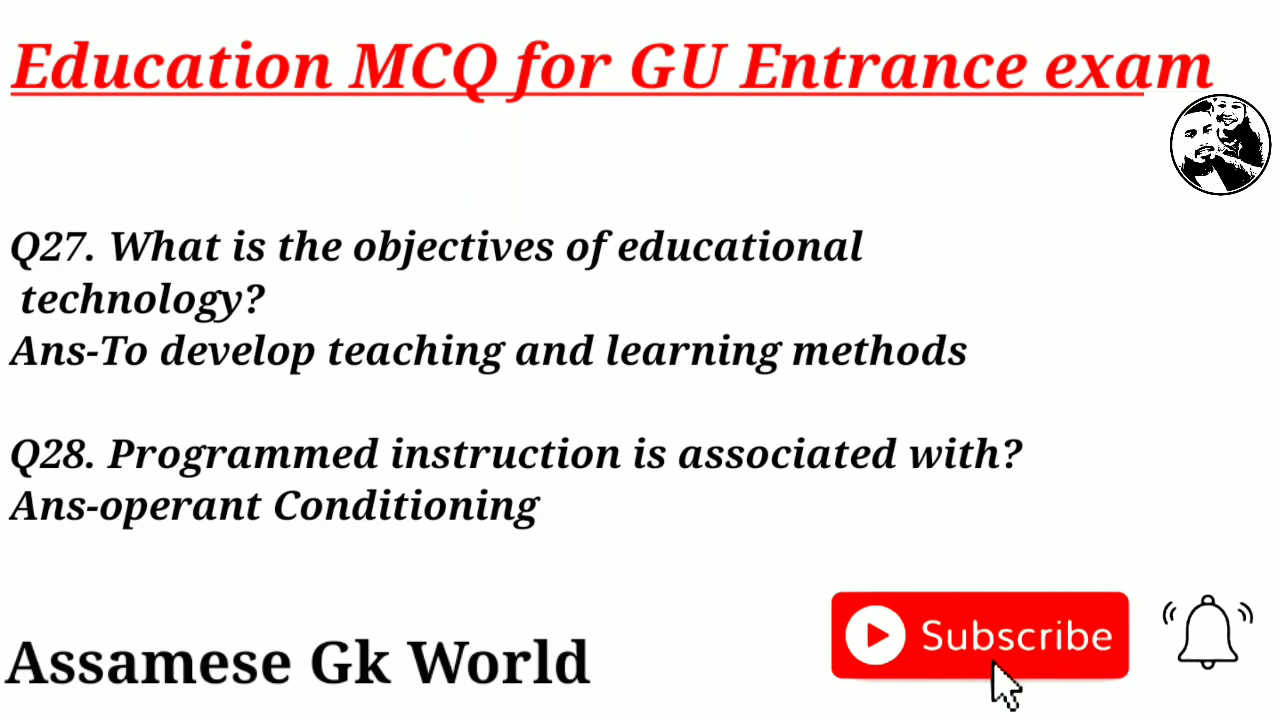 Education MCQ for GU Entrance exam
Q27. What is the objectives of educational
technology?
Ans-To develop teaching and learning methods
Q28. Programmed instruction is associated with?
Ans-operant Conditioning
Subscribe
Assamese Gk World